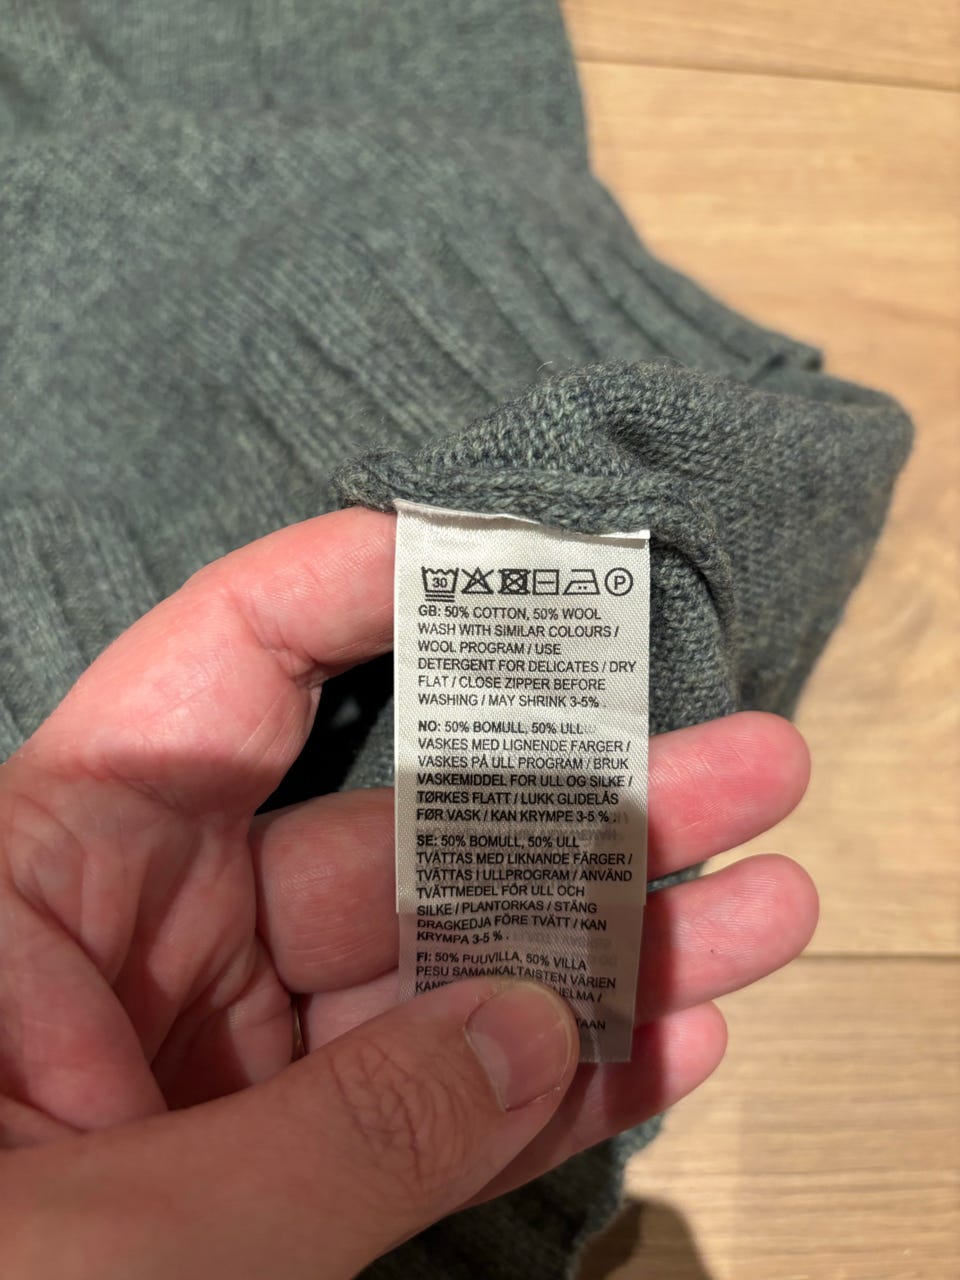 30 P
GB: 50% COTTON, 50% WOOL
WASH WITH SIMILAR COLOURS /
WOOL PROGRAM / USE
DETERGENT FOR DELICATES / DRY
FLAT / CLOSE ZIPPER BEFORE
WASHING / MAY SHRINK 3-5% .
NO: 50% BOMULL, 50% ULL
VASKES MED LIGNENDE FARGER /
VASKES PÅ ULL PROGRAM / BRUK
VASKEMIDDEL FOR ULL OG SILKE /
TØRKES FLATT / LUKK GLIDELÅS
FØR VASK / KAN KRYMPE 3-5 % .
SE: 50% BOMULL, 50% ULL
TVÄTTAS MED LIKNANDE FÄRGER /
TVÄTTAS I ULLPROGRAM / ANVÄND
TVÄTTMEDEL FÖR ULL OCH
SILKE / PLANTORKAS / STÄNG
DRAGKEDJA FÖRE TVÄTT / KAN
KRYMPA 3-5 % .
FI: 50% PUUVILLA, 50% VILLA
PESU SAMANKALTAISTEN VÄRIEN